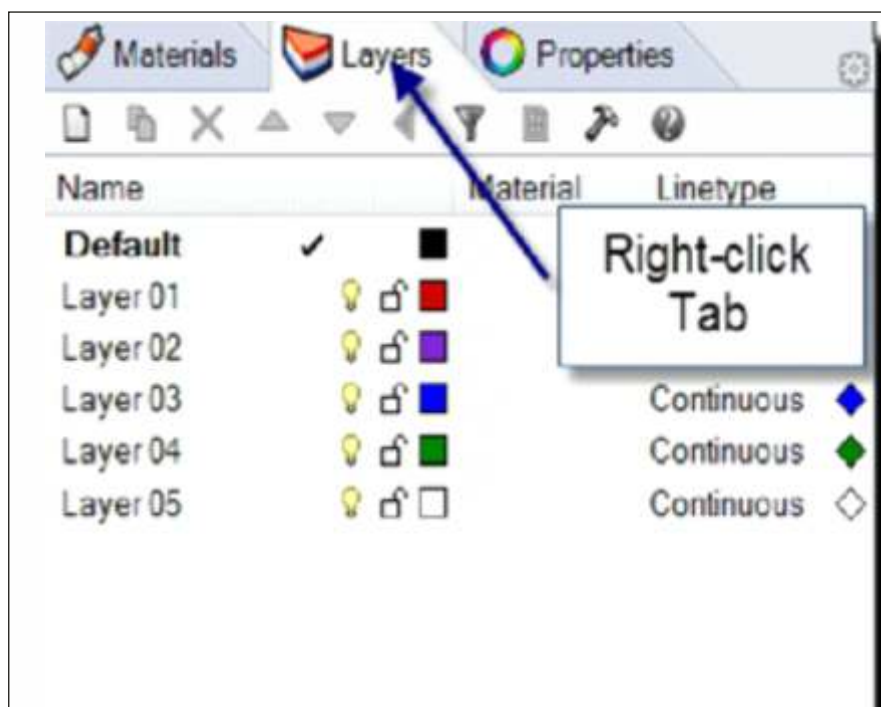 Materials Layers Properties
Name Material Linetype
Default
Right-click
Tab
Layer 01
Layer 02
Layer 03 Continuous
Layer 04 Continuous
Layer 05 Continuous